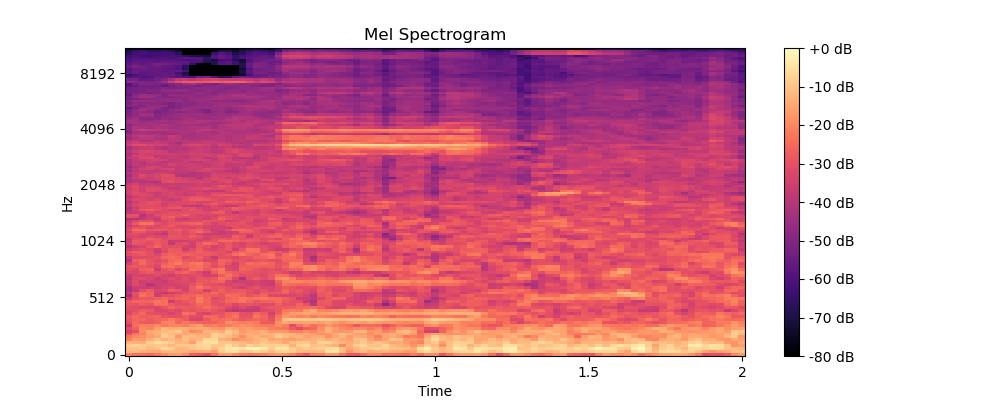 Mel Spectrogram
Hz
8192
4096
2048
1024
512
0
0 0.5 1 1.5 2
Time
+0 dB
-10 dB
-20 dB
-30 dB
-40 dB
-50 dB
-60 dB
-70 dB
-80 dB